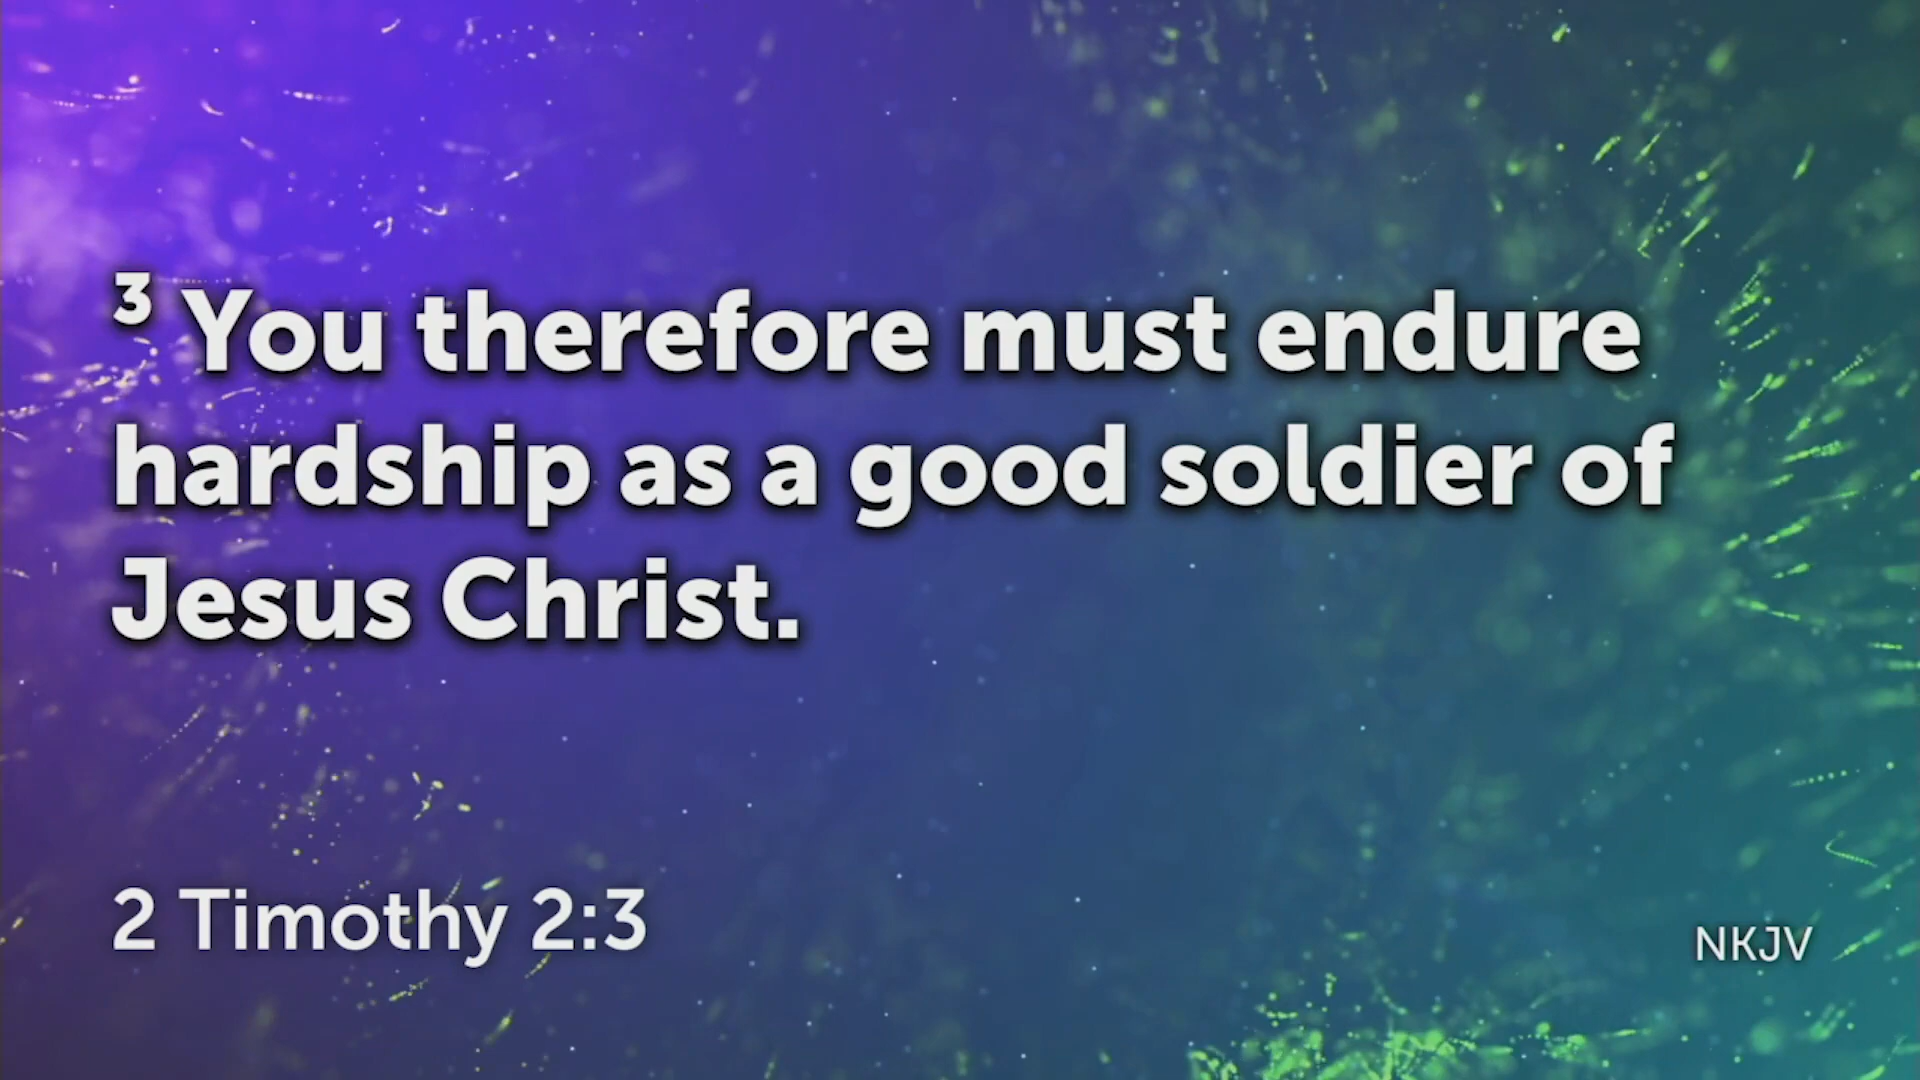 ³ You therefore must endure
hardship as a good soldier of
Jesus Christ.
2 Timothy 2:3
NKJV